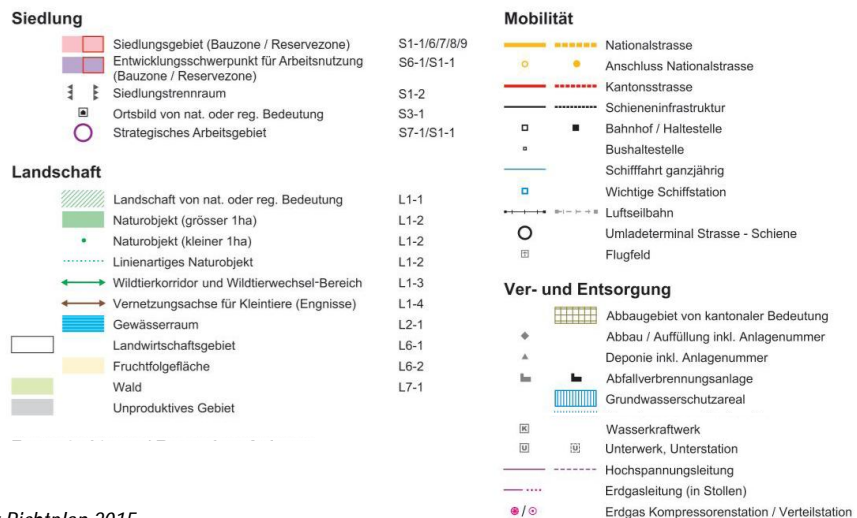 Siedlung
Siedlungsgebiet (Bauzone / Reservezone) S1-1/6/7/8/9
Entwicklungsschwerpunkt für Arbeitsnutzung S6-1/S1-1
(Bauzone / Reservezone)
Siedlungstrennraum S1-2
Ortsbild von nat. oder reg. Bedeutung S3-1
Strategisches Arbeitsgebiet S7-1/S1-1
Landschaft
Landschaft von nat. oder reg. Bedeutung L1-1
Naturobjekt (grösser 1ha) L1-2
Naturobjekt (kleiner 1ha) L1-2
Linienartiges Naturobjekt L1-2
Wildtierkorridor und Wildtierwechsel-Bereich L1-3
Vernetzungsachse für Kleintiere (Engnisse) L1-4
Gewässerraum L2-1
Landwirtschaftsgebiet L6-1
Fruchtfolgefläche L6-2
Wald L7-1
Unproduktives Gebiet
Richtplan 2015
Mobilität
Nationalstrasse
Anschluss Nationalstrasse
Kantonsstrasse
Schieneninfrastruktur
Bahnhof / Haltestelle
Bushaltestelle
Schifffahrt ganzjährig
Wichtige Schiffstation
Luftseilbahn
Umladeterminal Strasse - Schiene
Flugfeld
Ver- und Entsorgung
Abbaugebiet von kantonaler Bedeutung
Abbau / Auffüllung inkl. Anlagenummer
Deponie inkl. Anlagenummer
Abfallverbrennungsanlage
Grundwasserschutzareal
K Wasserkraftwerk
U U Unterwerk, Unterstation
Hochspannungsleitung
Erdgasleitung (in Stollen)
/ Erdgas Kompressorenstation / Verteilstation